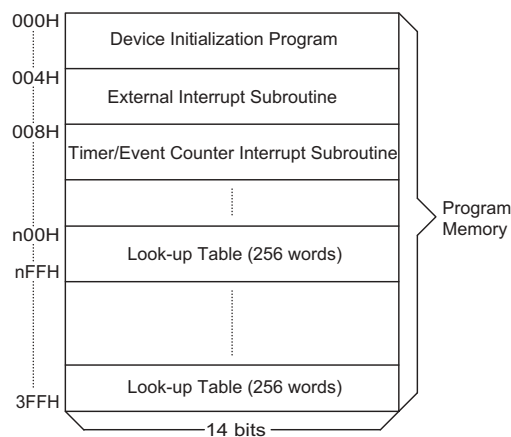 000H
Device Initialization Program
004H
External Interrupt Subroutine
008H
Timer/Event Counter Interrupt Subroutine
n00H
Look-up Table (256 words)
nFFH
Program
Memory
Look-up Table (256 words)
3FFH
14 bits